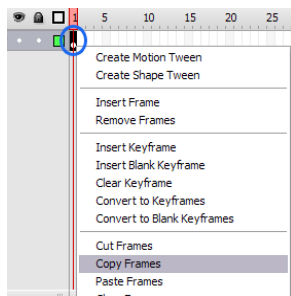 1 5 10 15 20 25
Create Motion Tween
Create Shape Tween
Insert Frame
Remove Frames
Insert Keyframe
Insert Blank Keyframe
Clear Keyframe
Convert to Keyframes
Convert to Blank Keyframes
Cut Frames
Copy Frames
Paste Frames